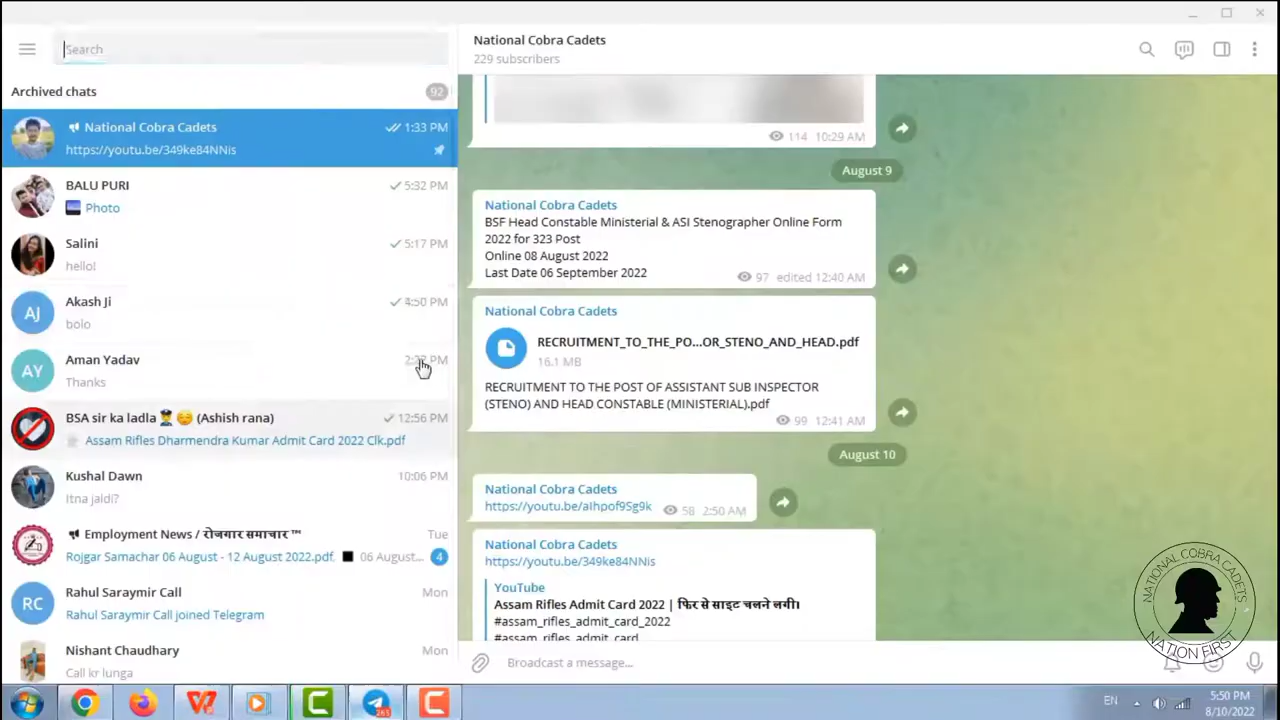 Search
Archived chats
92
National Cobra Cadets
1:33 PM
https://youtu.be/349ke84NNis
BALU PURI
5:32 PM
Photo
Salini
5:17 PM
hello!
AJ
Akash Ji
4:50 PM
bolo
AY
Aman Yadav
PM
Thanks
BSA sir ka ladla (Ashish rana)
12:56 PM
Assam Rifles Dharmendra Kumar Admit Card 2022 Clk.pdf
Kushal Dawn
10:06 PM
Itna jaldi?
Employment News / रोजगार समाचार ™
Tue
Rojgar Samachar 06 August - 12 August 2022.pdf, 06 August...
4
RC
Rahul Saraymir Call
Mon
Rahul Saraymir Call joined Telegram
Nishant Chaudhary
Mon
Call kr lunga
National Cobra Cadets
229 subscribers
114 10:29 AM
August 9
National Cobra Cadets
BSF Head Constable Ministerial & ASI Stenographer Online Form
2022 for 323 Post
Online 08 August 2022
Last Date 06 September 2022
97 edited 12:40 AM
National Cobra Cadets
RECRUITMENT_TO_THE_PO...OR_STENO_AND_HEAD.pdf
16.1 MB
RECRUITMENT TO THE POST OF ASSISTANT SUB INSPECTOR
(STENO) AND HEAD CONSTABLE (MINISTERIAL).pdf
99 12:41 AM
August 10
National Cobra Cadets
https://youtu.be/aIhpof9Sg9k
58 2:50 AM
National Cobra Cadets
https://youtu.be/349ke84NNis
YouTube
Assam Rifles Admit Card 2022 | फिर से साइट चलने लगी।
#assam_rifles_admit_card_2022
#assam_rifles_admit_card
Broadcast a message...
NATIONAL COBRA CADETS
NATION FIRST
261
EN
5:50 PM
8/10/2022